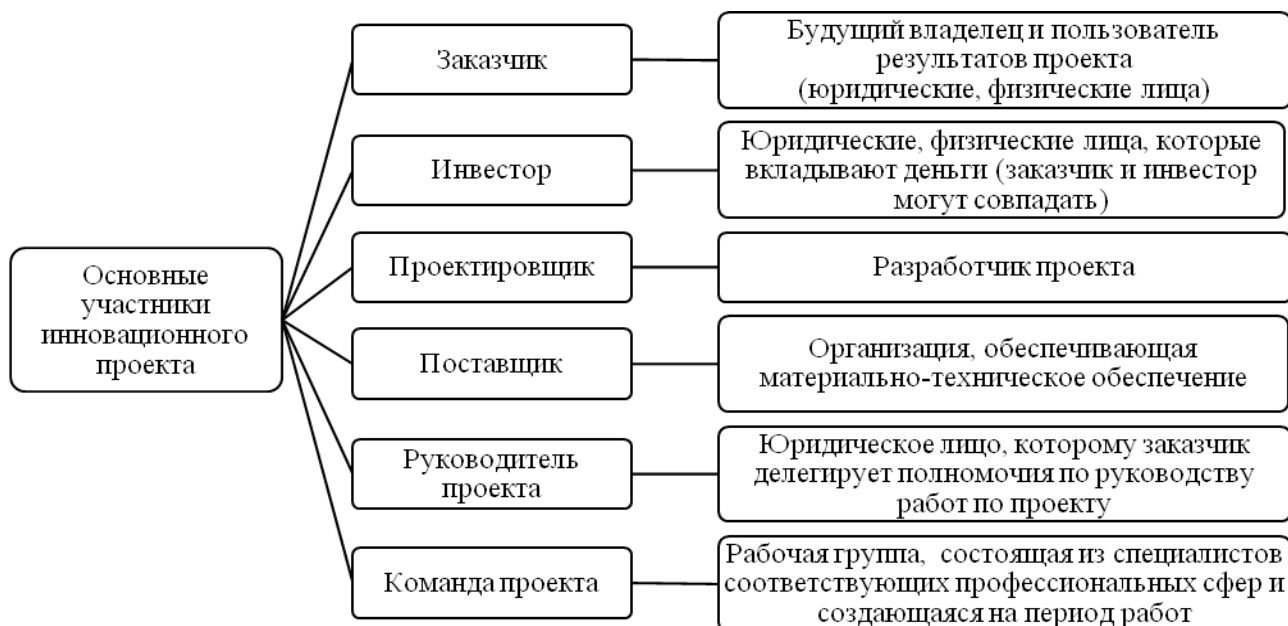 Основные
участники
инновационного
проекта
Заказчик
Будущий владелец и пользователь
результатов проекта
(юридические, физические лица)
Инвестор
Юридические, физические лица, которые
вкладывают деньги (заказчик и инвестор
могут совпадать)
Проектировщик
Разработчик проекта
Поставщик
Организация, обеспечивающая
материально-техническое обеспечение
Руководитель
проекта
Юридическое лицо, которому заказчик
делегирует полномочия по руководству
работ по проекту
Команда проекта
Рабочая группа, состоящая из специалистов
соответствующих профессиональных сфер и
создающаяся на период работ